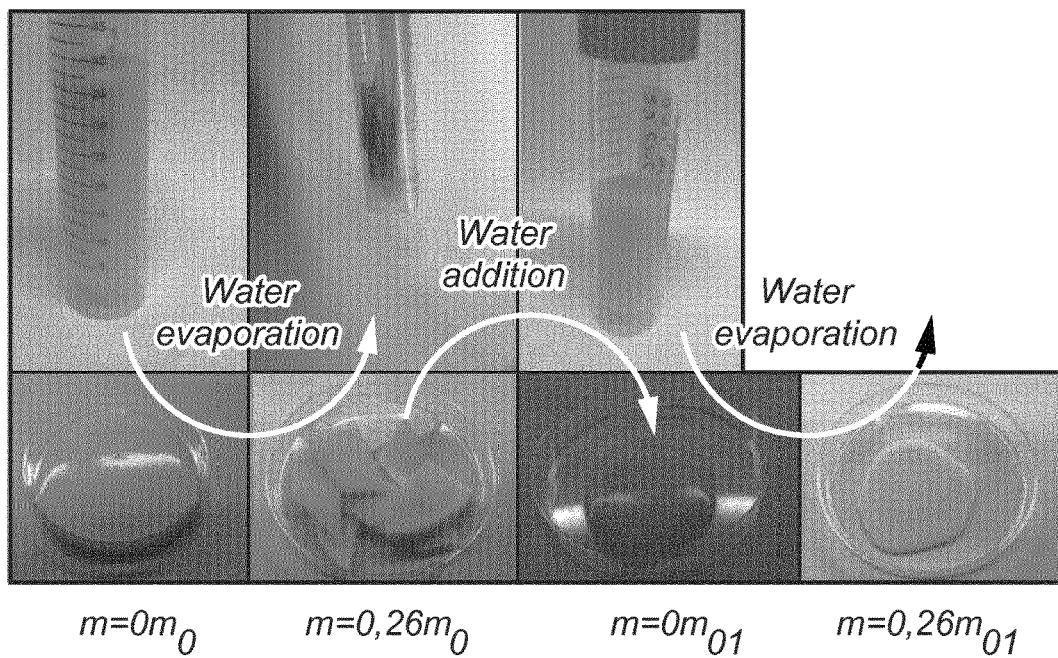 Water
evaporation
Water
addition
Water
evaporation
m=0m0
m=0,26m0
m=0m01
m=0,26m01